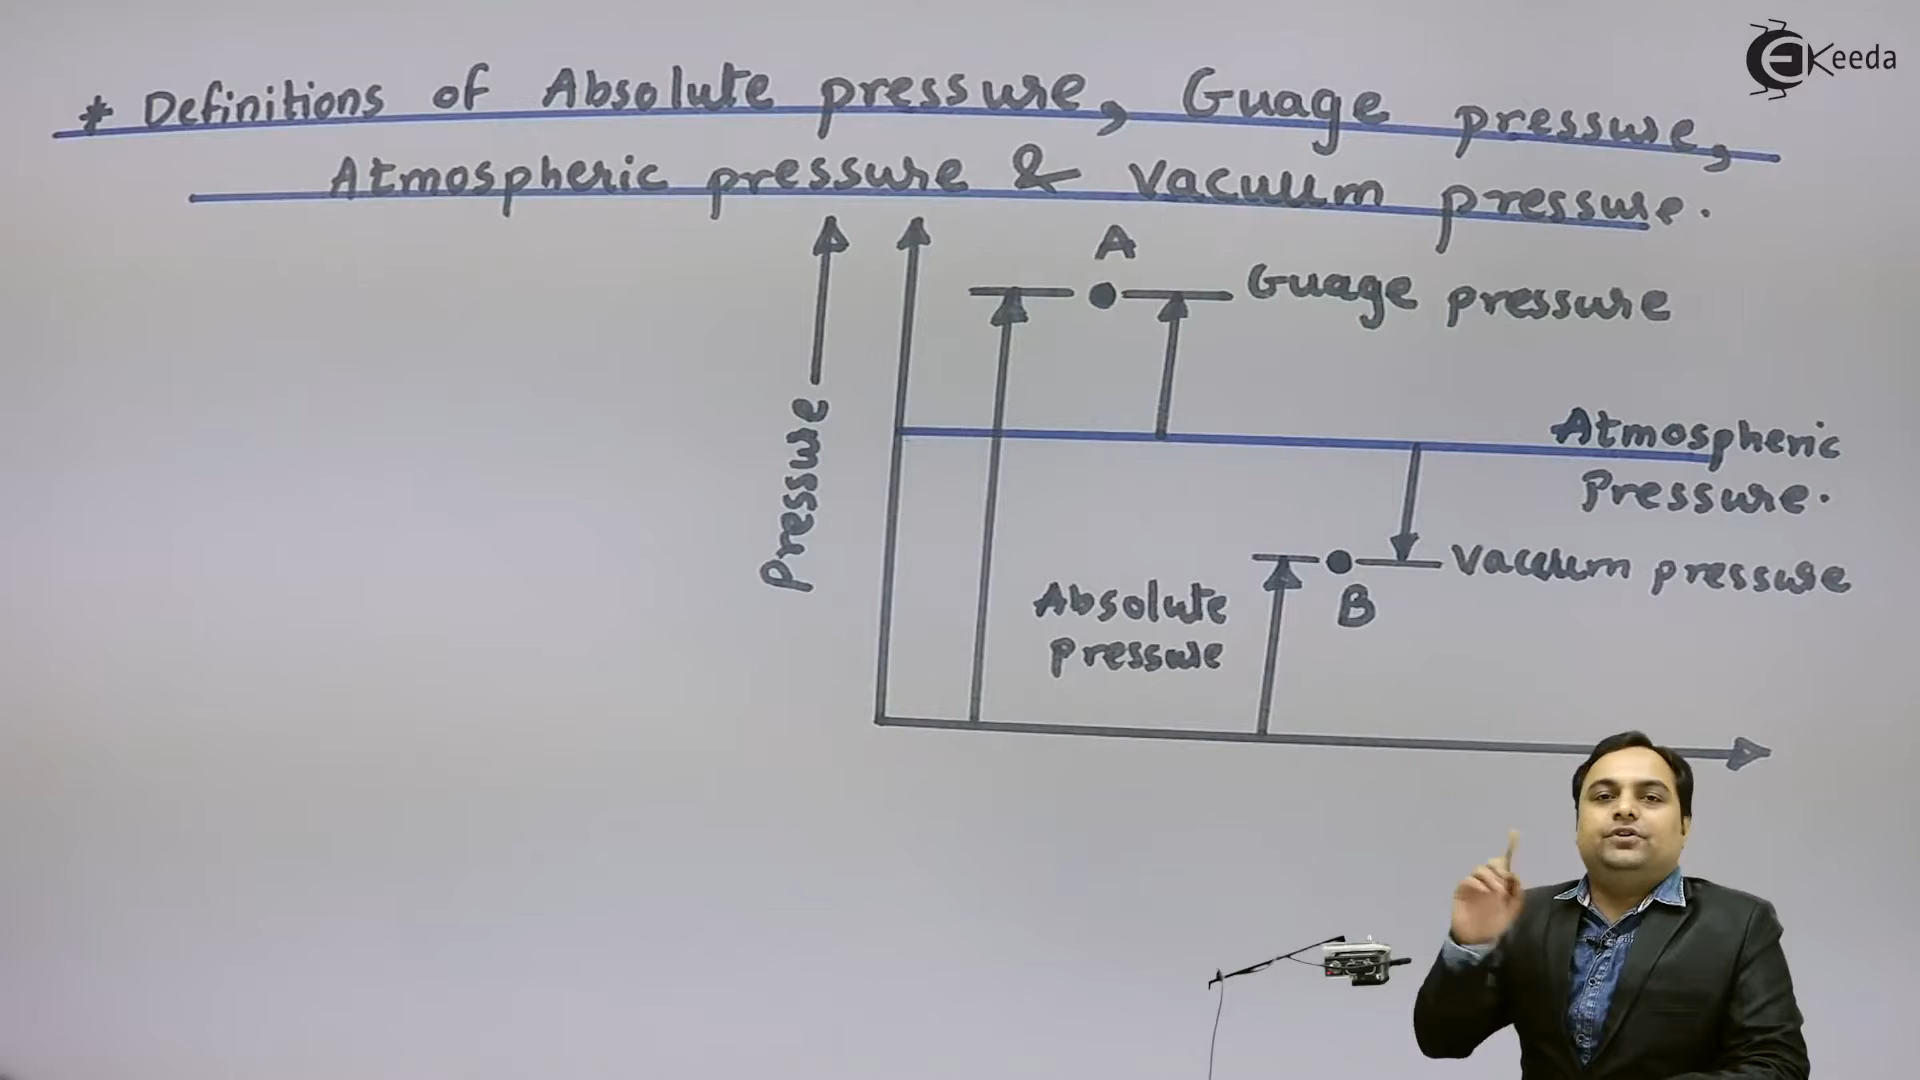 Keeda
* Definitions of Absolute pressure, Guage pressure,
Atmospheric pressure & vacuum pressure.
A
Guage pressure
Pressure
Atmospheric
Pressure.
Vacuum pressure
B
Absolute
pressure